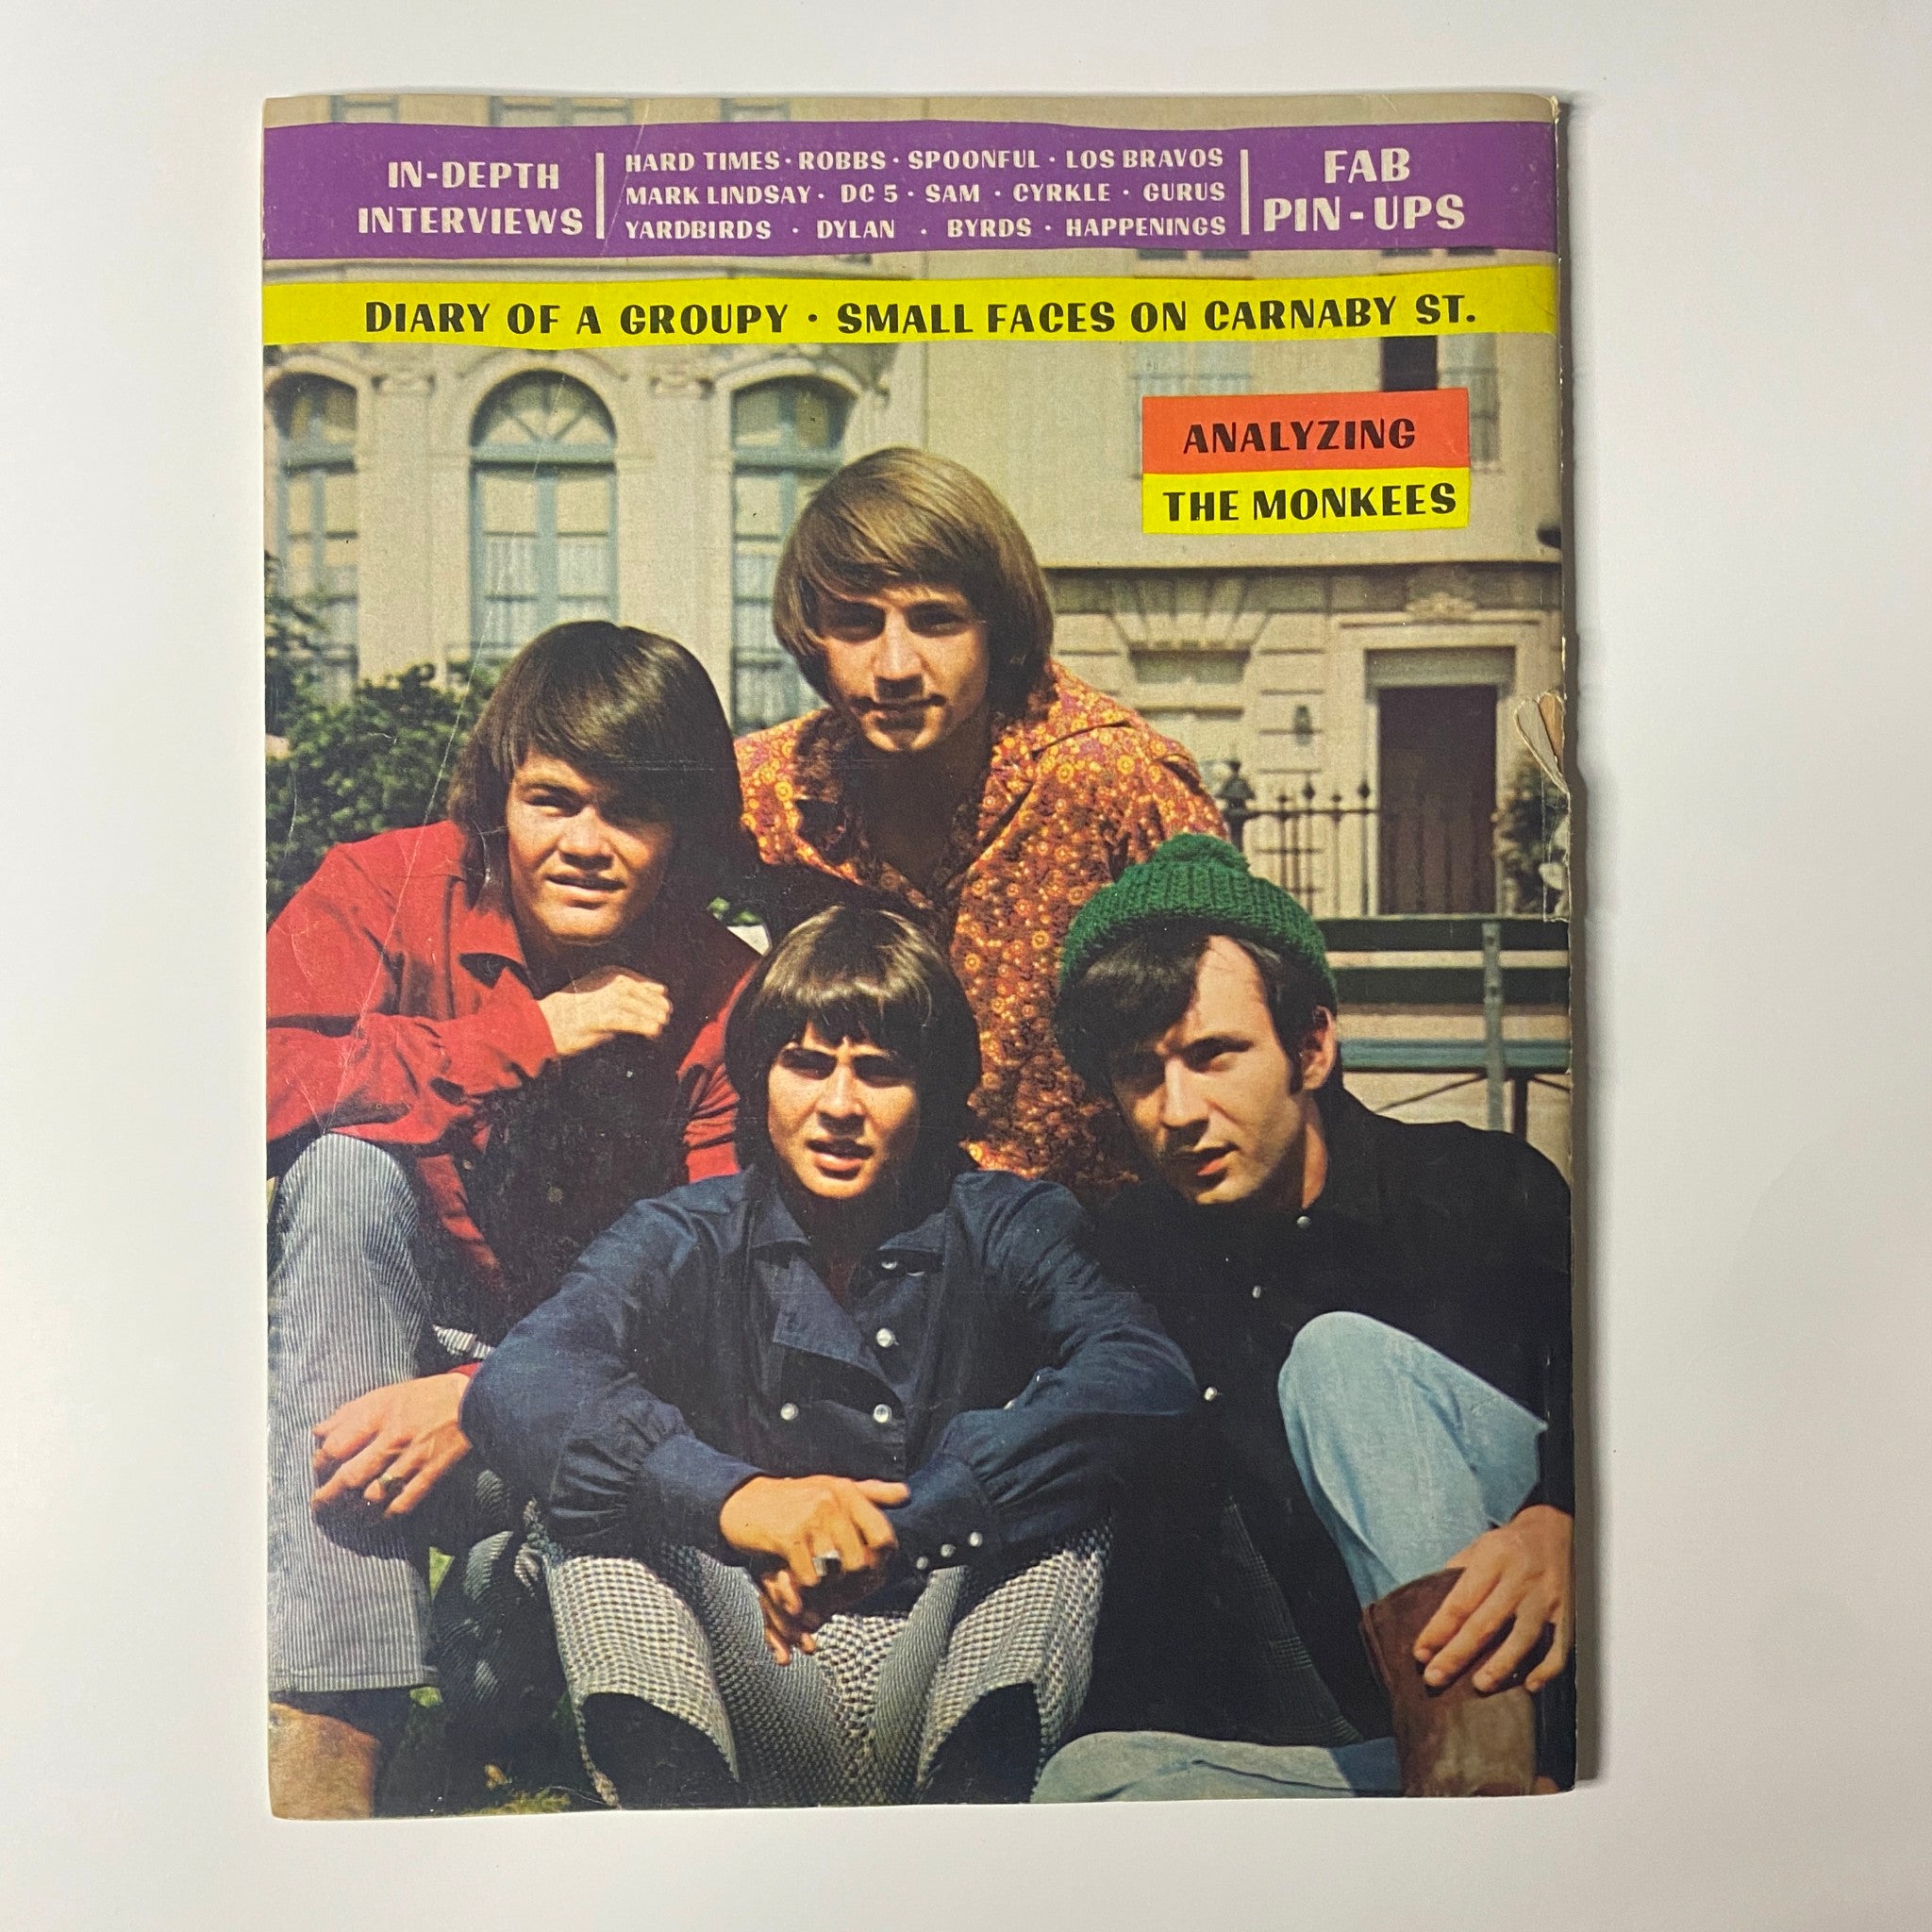 IN-DEPTH
INTERVIEWS
HARD TIMES · ROBBS · SPOONFUL · LOS BRAVOS
MARK LINDSAY · DC 5 · SAM · CYRKLE · GURUS
YARDBIRDS · DYLAN · BYRDS · HAPPENINGS
FAB
PIN-UPS
DIARY OF A GROUPY · SMALL FACES ON CARNABY ST.
ANALYZING
THE MONKEES